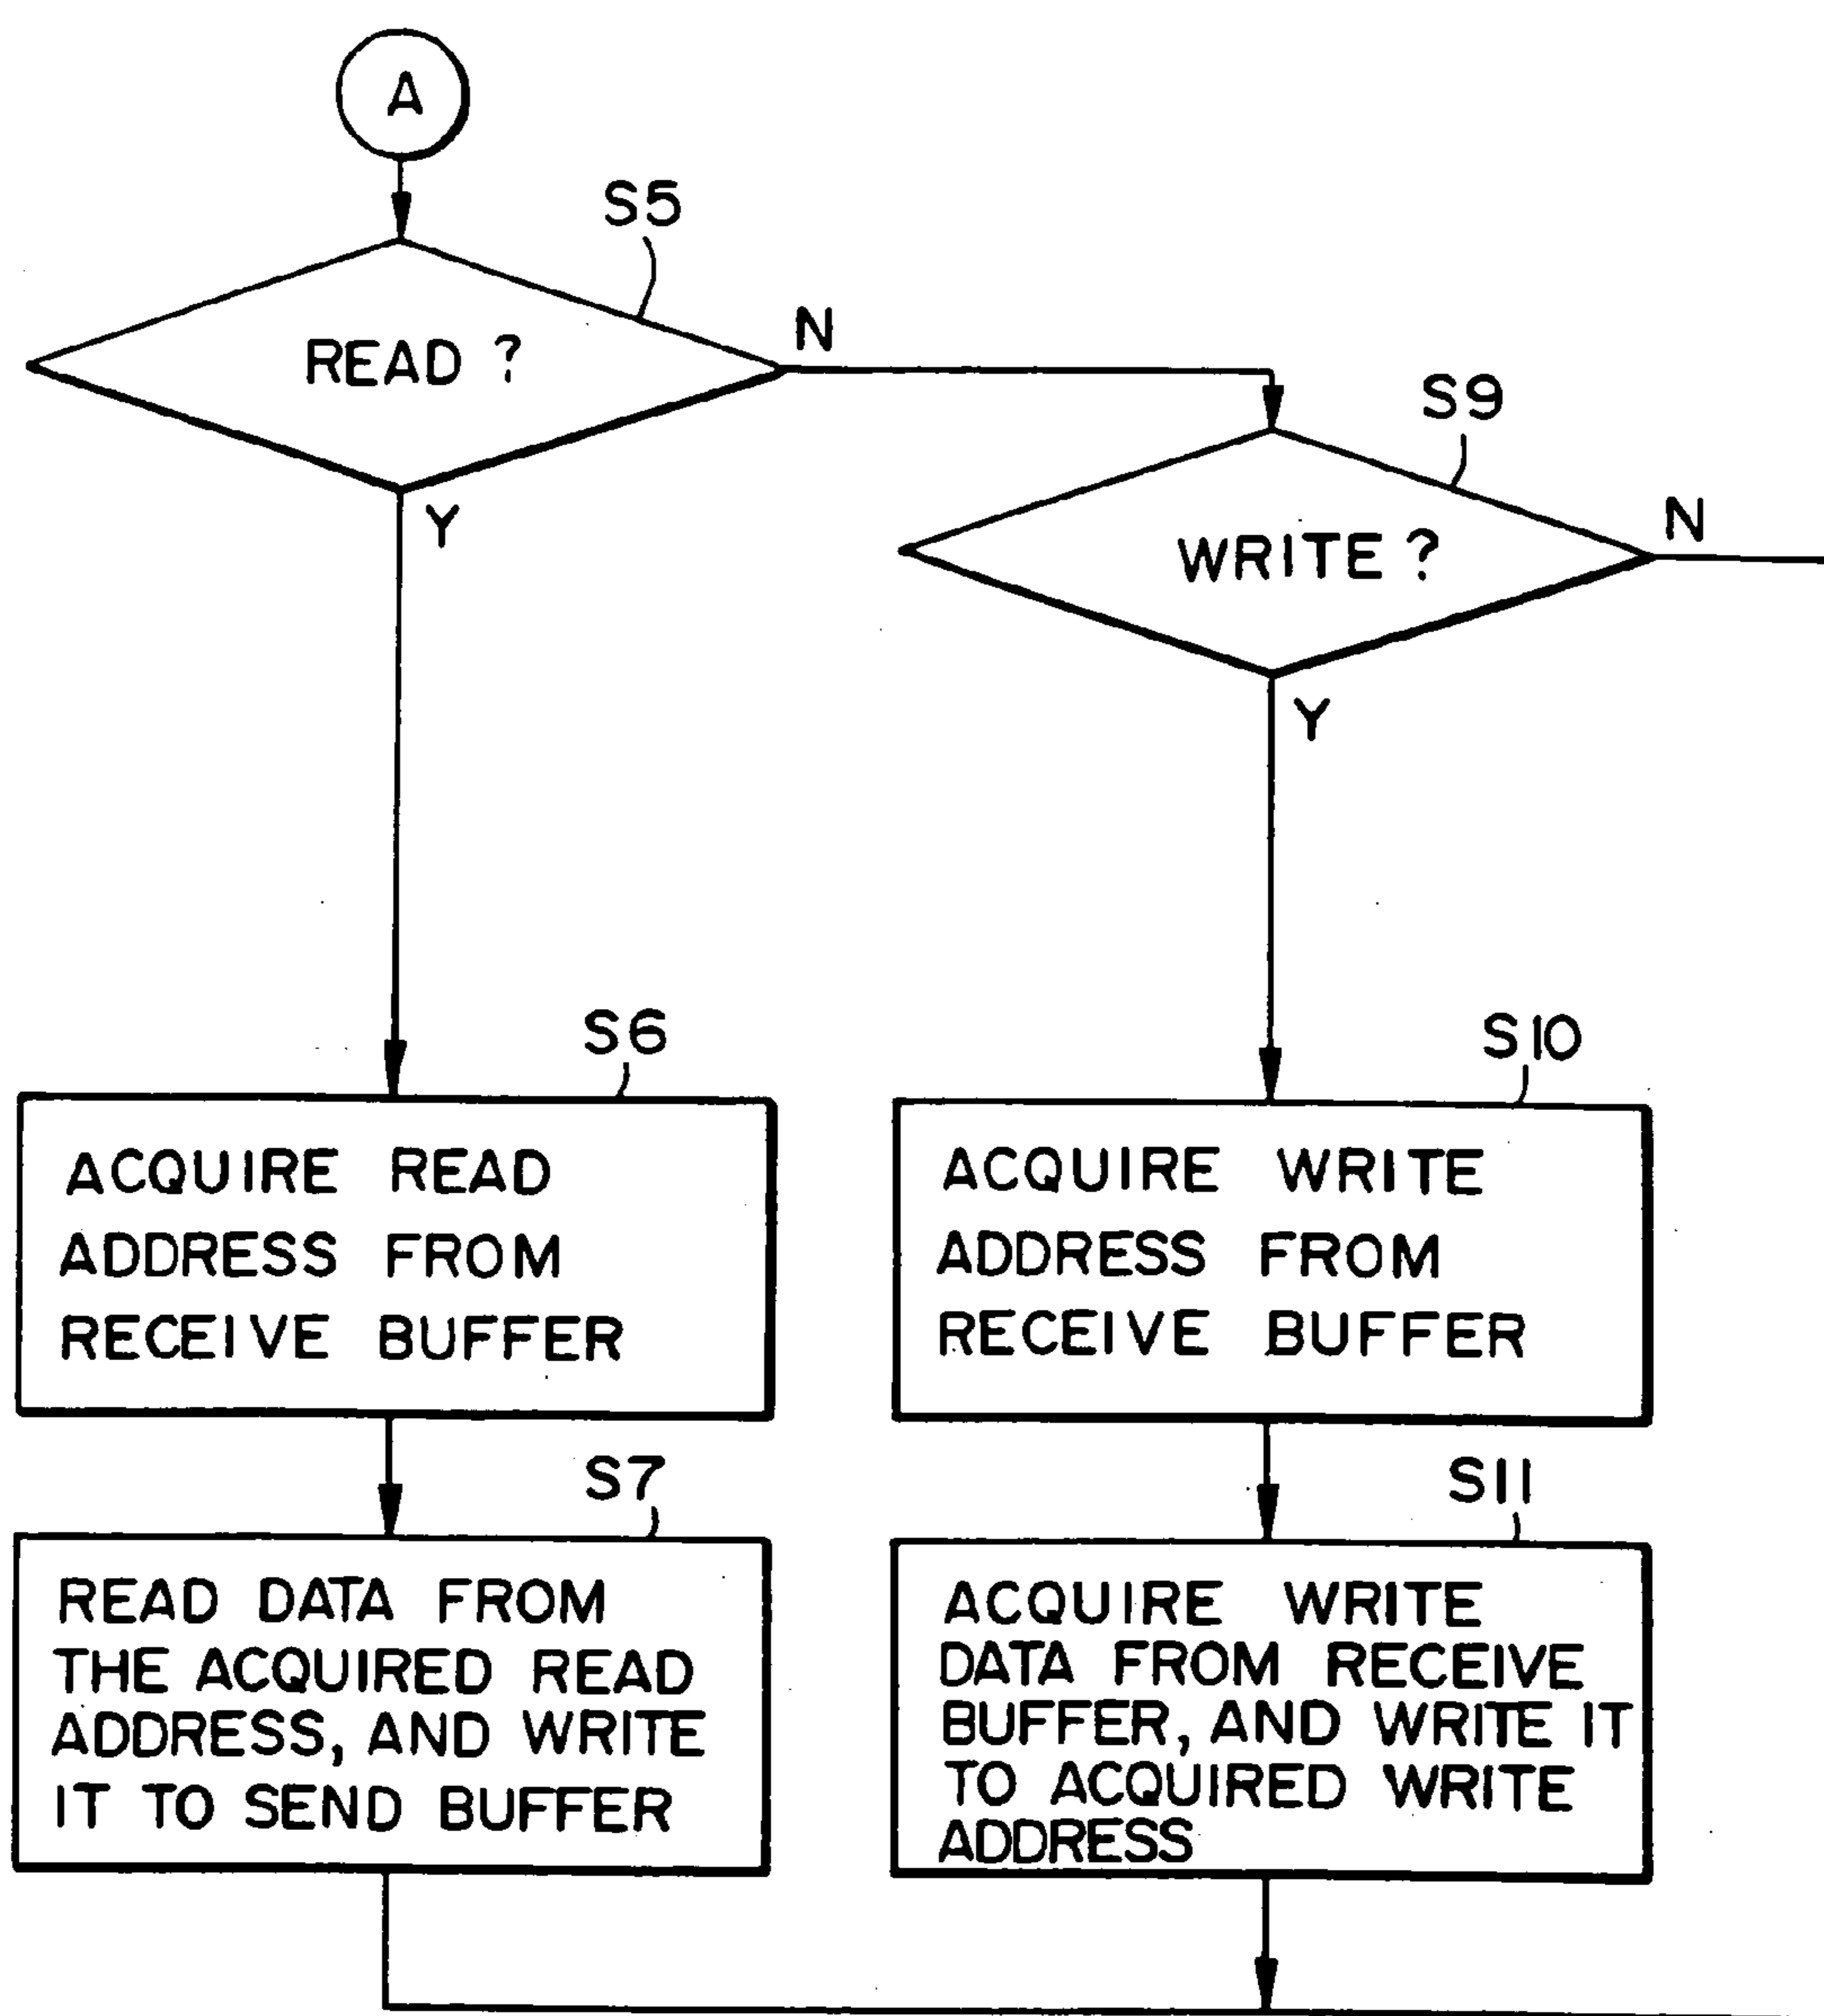 A
S5
READ ?
N
S9
WRITE ?
N
Y
Y
S6
ACQUIRE READ
ADDRESS FROM
RECEIVE BUFFER
S10
ACQUIRE WRITE
ADDRESS FROM
RECEIVE BUFFER
S7
READ DATA FROM
THE ACQUIRED READ
ADDRESS, AND WRITE
IT TO SEND BUFFER
S11
ACQUIRE WRITE
DATA FROM RECEIVE
BUFFER, AND WRITE IT
TO ACQUIRED WRITE
ADDRESS